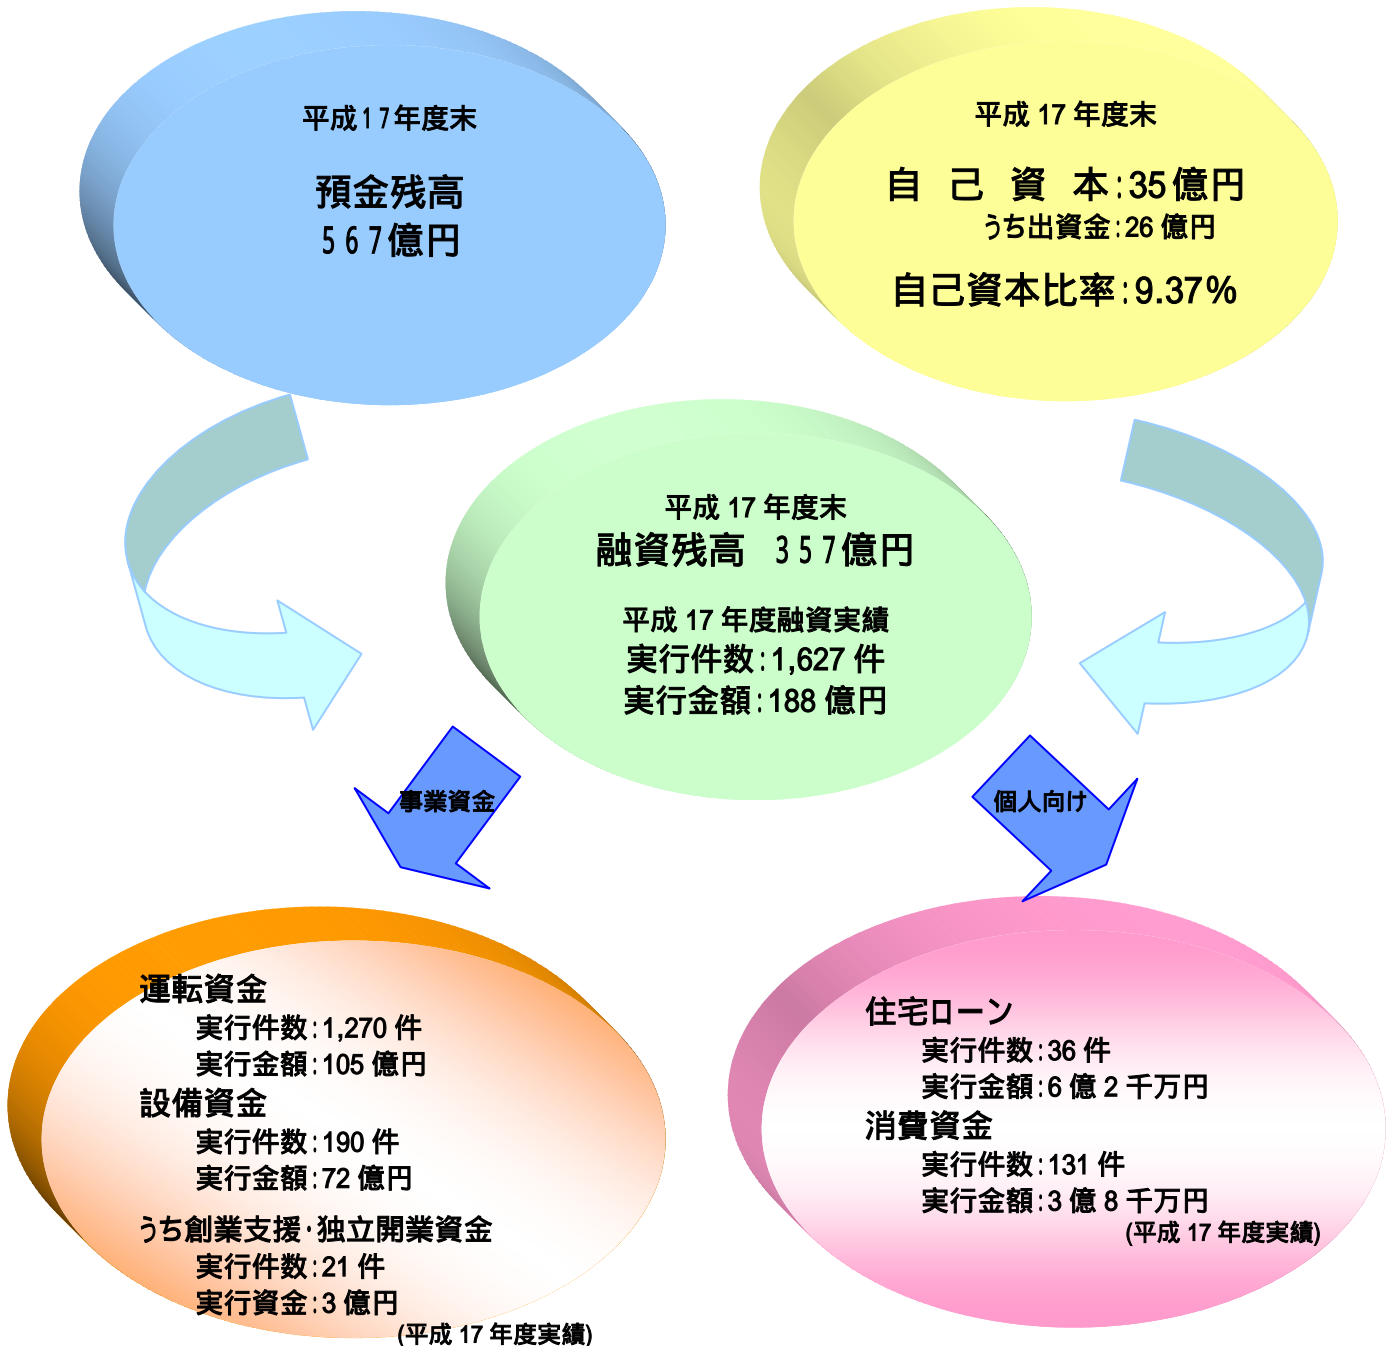 平成17年度末
預金残高
567億円
平成 17 年度末
自 己 資 本：35億円
うち出資金：26 億円
自己資本比率：9.37%
平成 17 年度末
融資残高 357億円
平成 17 年度融資実績
実行件数：1,627 件
実行金額：188 億円
事業資金
個人向け
運転資金
実行件数：1,270 件
実行金額：105 億円
設備資金
実行件数：190 件
実行金額：72 億円
うち創業支援・独立開業資金
実行件数：21 件
実行資金：3 億円
(平成 17 年度実績)
住宅ローン
実行件数：36 件
実行金額：6 億 2 千万円
消費資金
実行件数：131 件
実行金額：3 億 8 千万円
(平成 17 年度実績)